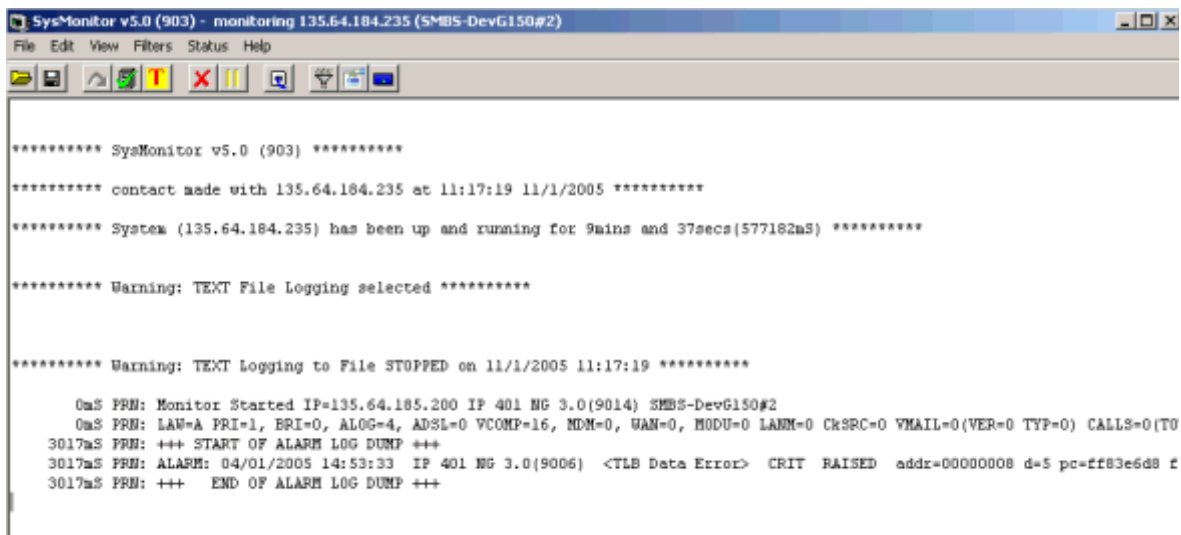 SysMonitor v5.0 (903) - monitoring 135.64.184.235 (SMBS-DevG150#2)
File Edit View Filters Status Help
T
********** SysMonitor v5.0 (903) **********
********** contact made with 135.64.184.235 at 11:17:19 11/1/2005 **********
********** System (135.64.184.235) has been up and running for 9mins and 37secs(577182mS) **********
********** Warning: TEXT File Logging selected **********
********** Warning: TEXT Logging to File STOPPED on 11/1/2005 11:17:19 **********
0mS PRN: Monitor Started IP=135.64.185.200 IP 401 NG 3.0(9014) SMBS-DevG150#2
0mS PRN: LAW=A PRI=1, BRI=0, ALOG=4, ADSL=0 VCOMP=16, MDM=0, WAN=0, MODU=0 LANM=0 CkSRC=0 VMAIL=0(VER=0 TYP=0) CALLS=0(TO
3017mS PRN: +++ START OF ALARM LOG DUMP +++
3017mS PRN: ALARM: 04/01/2005 14:53:33 IP 401 NG 3.0(9006) <TLB Data Error> CRIT RAISED addr=00000008 d=5 pc=ff83e6d8 f
3017mS PRN: +++ END OF ALARM LOG DUMP +++